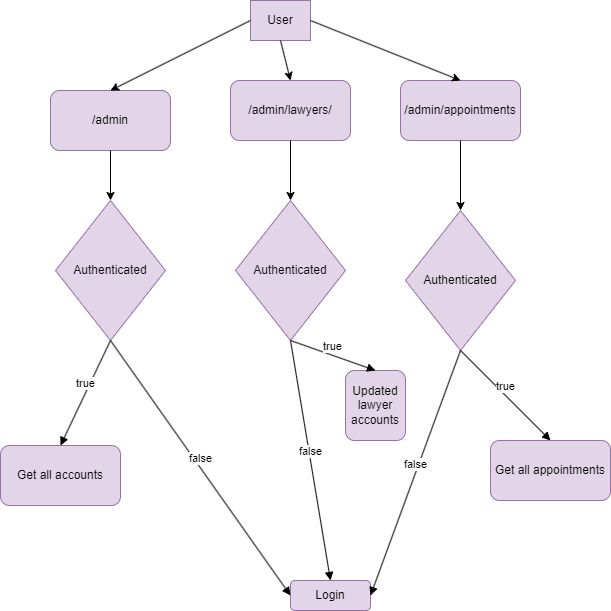 User
/admin
/admin/lawyers/
/admin/appointments
Authenticated
Authenticated
Authenticated
true
true
true
Updated
lawyer
accounts
false
false
false
Get all accounts
Get all appointments
Login